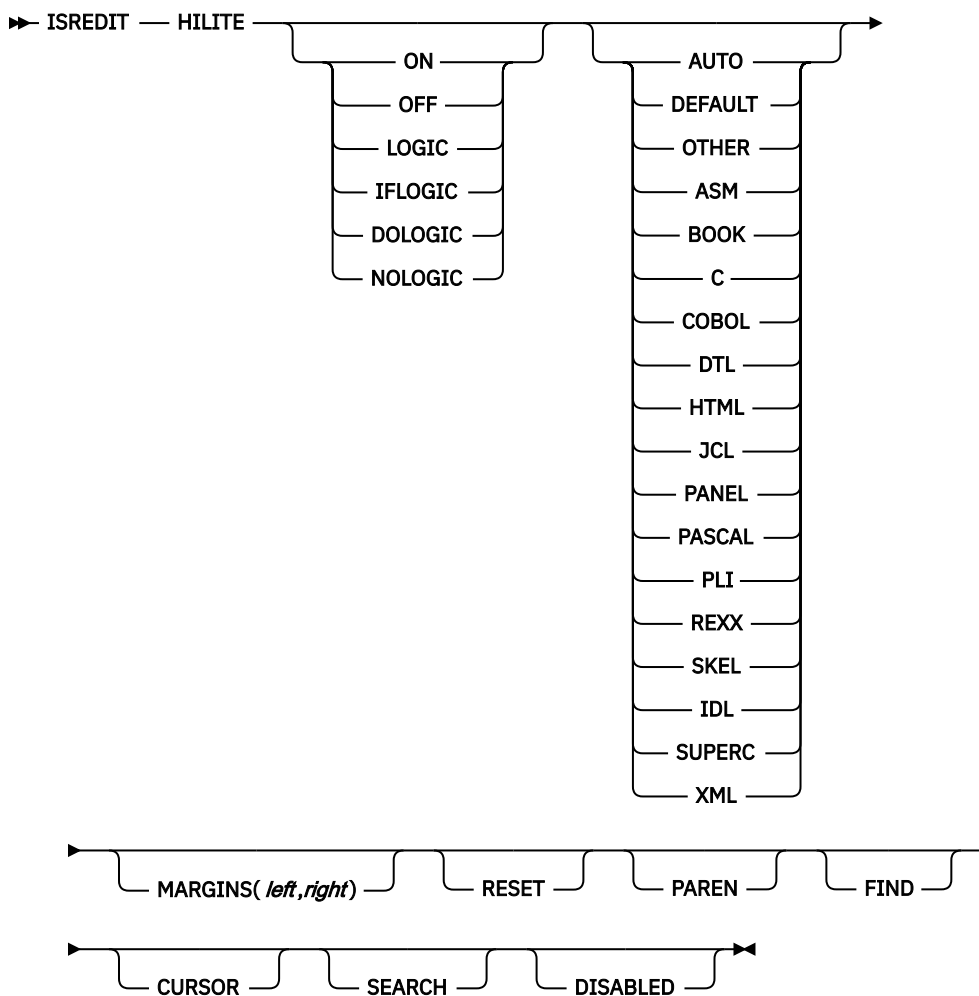 ISREDIT HILITE
ON
OFF
LOGIC
IFLOGIC
DOLOGIC
NOLOGIC
AUTO
DEFAULT
OTHER
ASM
BOOK
C
COBOL
DTL
HTML
JCL
PANEL
PASCAL
PLI
REXX
SKEL
IDL
SUPERC
XML
MARGINS( left,right) RESET PAREN FIND
CURSOR SEARCH DISABLED